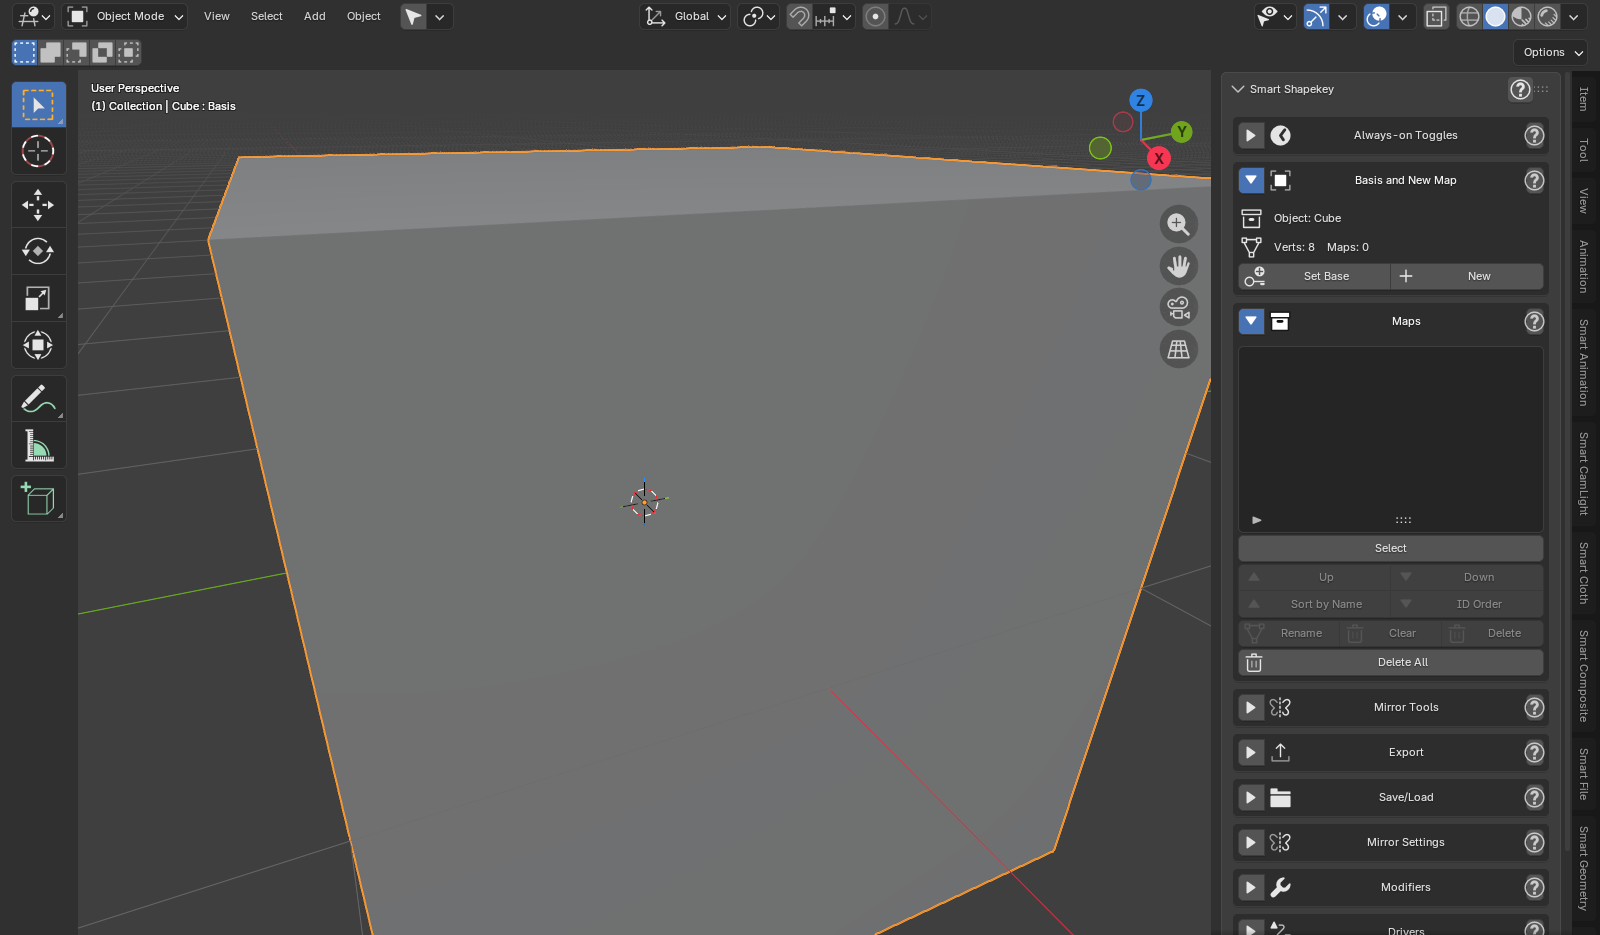 Object Mode
View
Select
Add
Object
Global
Options
User Perspective
(1) Collection | Cube : Basis
Z
Y
X
Smart Shapekey
Always-on Toggles
Basis and New Map
Object: Cube
Verts: 8 Maps: 0
Set Base
New
Maps
Select
Up
Down
Sort by Name
ID Order
Rename
Clear
Delete
Delete All
Mirror Tools
Export
Save/Load
Mirror Settings
Modifiers
Drivers
Item
Tool
View
Animation
Smart Animation
Smart CamLight
Smart Cloth
Smart Composite
Smart File
Smart Geometry